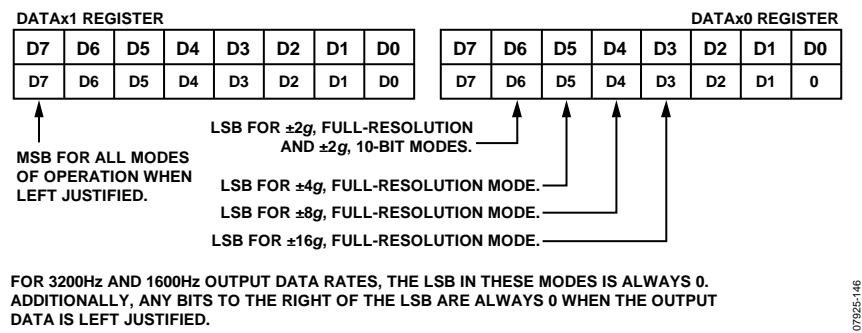 DATAx1 REGISTER DATAx0 REGISTER
D7 D6 D5 D4 D3 D2 D1 D0 D7 D6 D5 D4 D3 D2 D1 D0
D7 D6 D5 D4 D3 D2 D1 D0 D7 D6 D5 D4 D3 D2 D1 0
LSB FOR ±2g, FULL-RESOLUTION
AND ±2g, 10-BIT MODES.
MSB FOR ALL MODES
OF OPERATION WHEN
LEFT JUSTIFIED.
LSB FOR ±4g, FULL-RESOLUTION MODE.
LSB FOR ±8g, FULL-RESOLUTION MODE.
LSB FOR ±16g, FULL-RESOLUTION MODE.
FOR 3200Hz AND 1600Hz OUTPUT DATA RATES, THE LSB IN THESE MODES IS ALWAYS 0.
ADDITIONALLY, ANY BITS TO THE RIGHT OF THE LSB ARE ALWAYS 0 WHEN THE OUTPUT
DATA IS LEFT JUSTIFIED.
07925-146